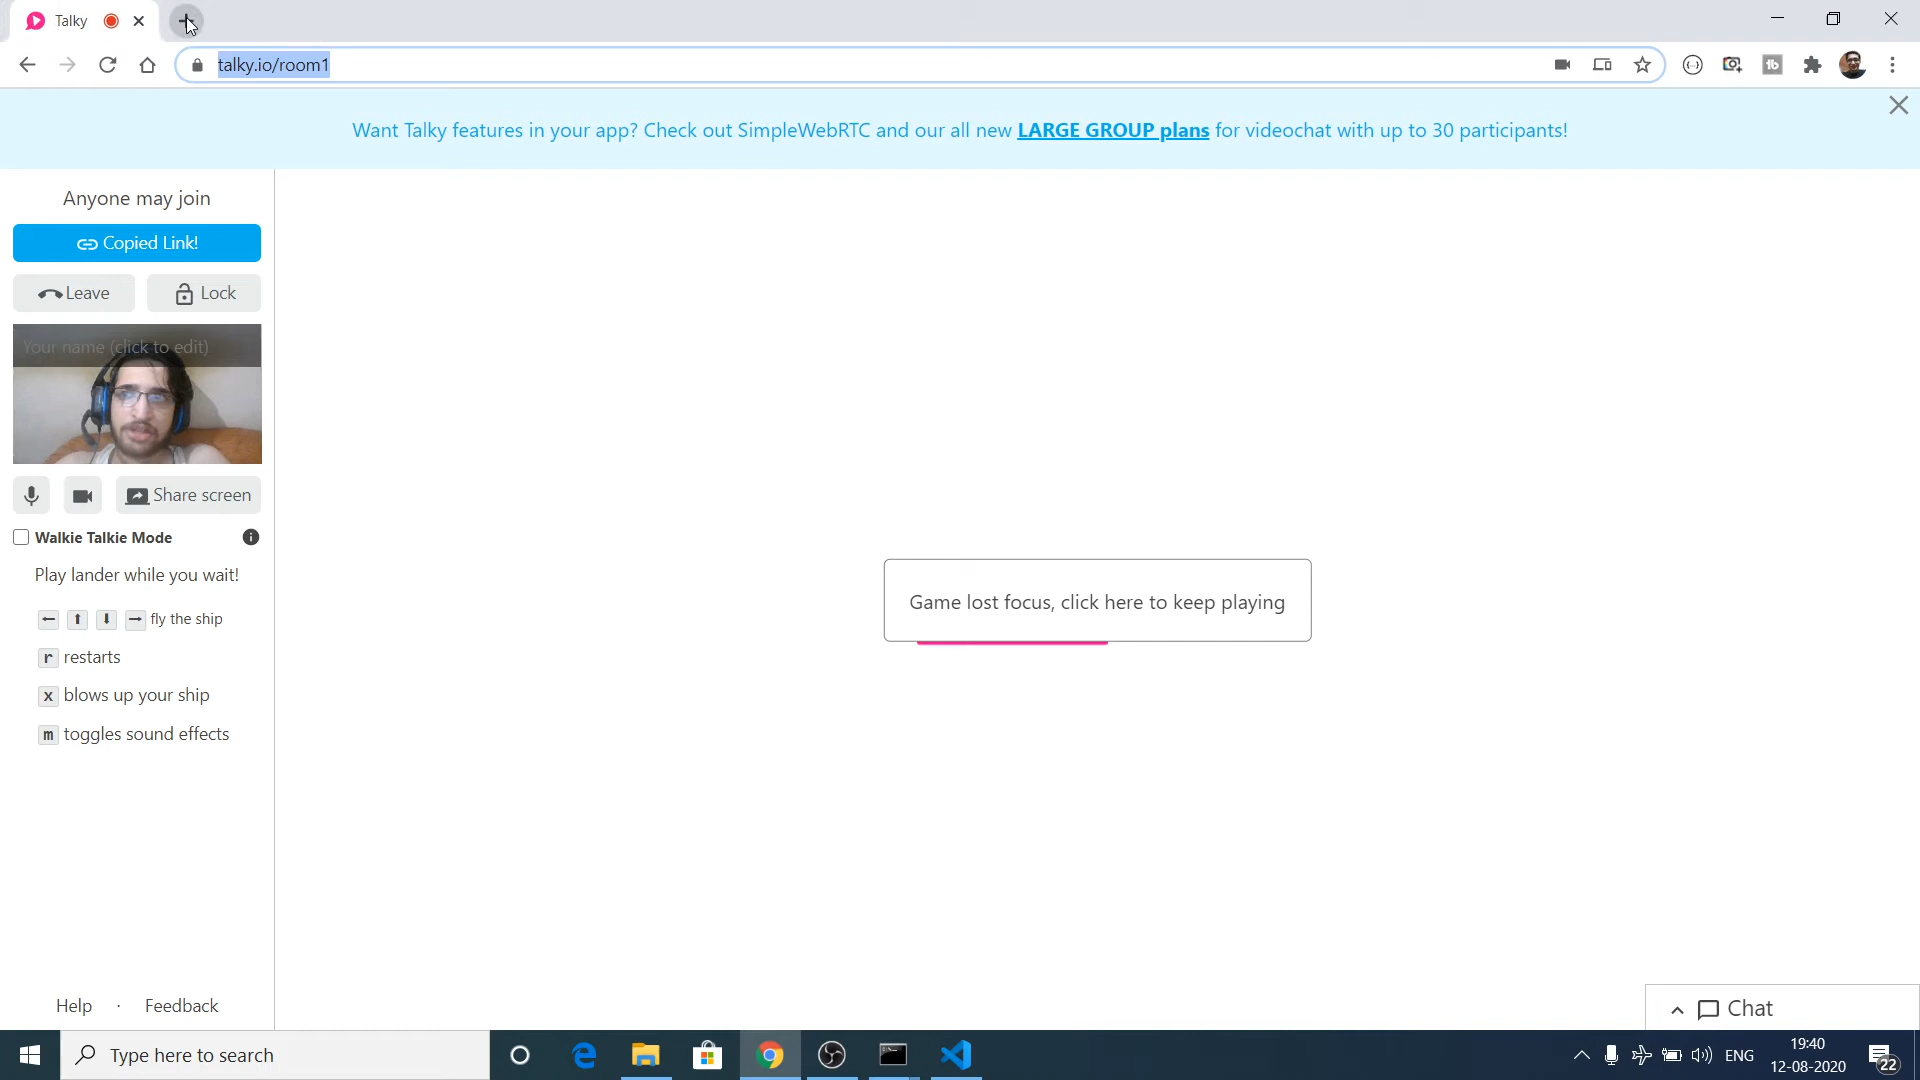 Talky
talky.io/room1
Want Talky features in your app? Check out SimpleWebRTC and our all new LARGE GROUP plans for videochat with up to 30 participants!
Anyone may join
Copied Link!
Leave
Lock
Your name (click to edit)
Share screen
Walkie Talkie Mode
Play lander while you wait!
fly the ship
r restarts
x blows up your ship
m toggles sound effects
Game lost focus, click here to keep playing
Help · Feedback
Chat
Type here to search
ENG
19:40
12-08-2020
22